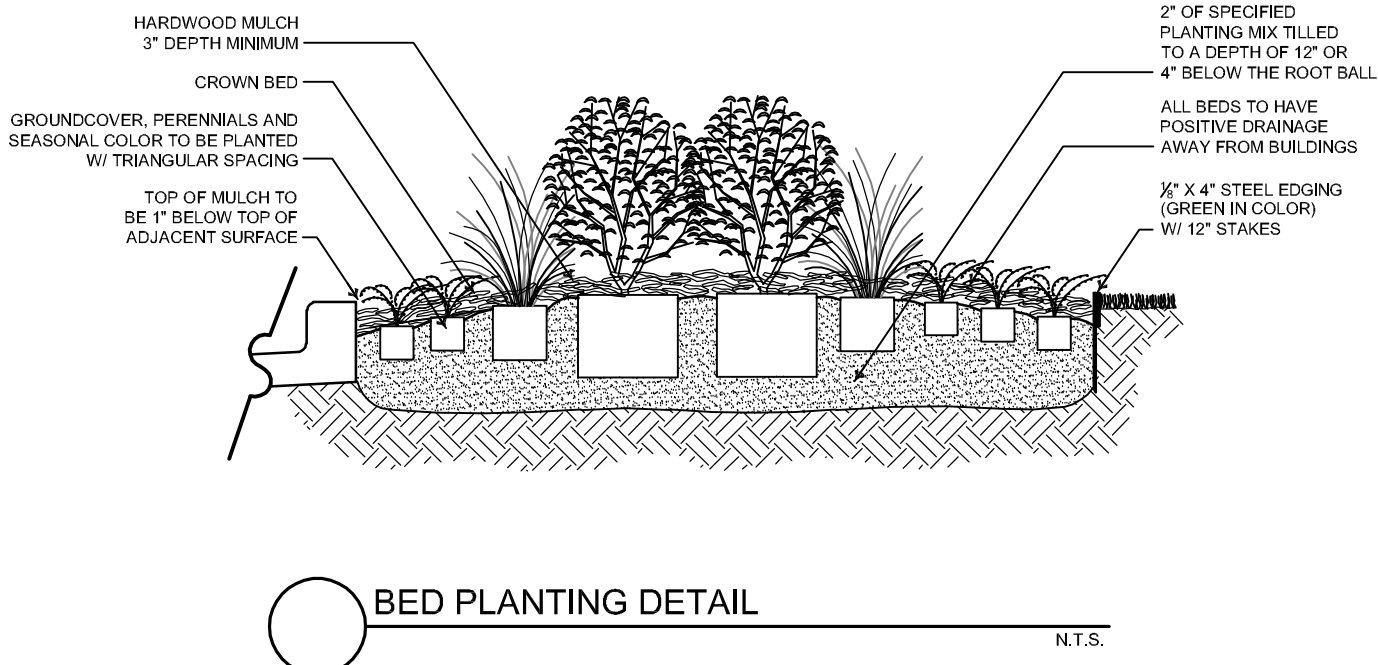 HARDWOOD MULCH
3" DEPTH MINIMUM
CROWN BED
GROUNDCOVER, PERENNIALS AND
SEASONAL COLOR TO BE PLANTED
W/ TRIANGULAR SPACING
TOP OF MULCH TO
BE 1" BELOW TOP OF
ADJACENT SURFACE
2" OF SPECIFIED
PLANTING MIX TILLED
TO A DEPTH OF 12" OR
4" BELOW THE ROOT BALL
ALL BEDS TO HAVE
POSITIVE DRAINAGE
AWAY FROM BUILDINGS
⅛" X 4" STEEL EDGING
(GREEN IN COLOR)
W/ 12" STAKES
BED PLANTING DETAIL
N.T.S.